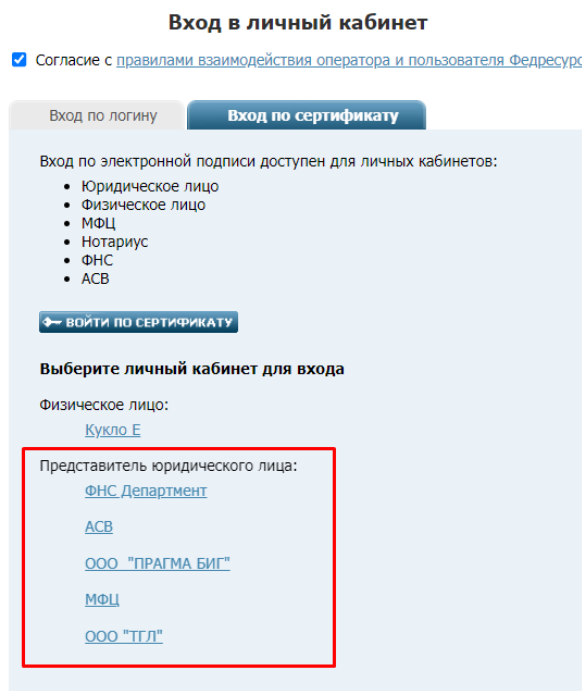 Вход в личный кабинет
Согласие с правилами взаимодействия оператора и пользователя Федресурс
Вход по логину
Вход по сертификату
Вход по электронной подписи доступен для личных кабинетов:
• Юридическое лицо
• Физическое лицо
• МФЦ
• Нотариус
• ФНС
• АСВ
ВОЙТИ ПО СЕРТИФИКАТУ
Выберите личный кабинет для входа
Физическое лицо:
Кукло Е
Представитель юридического лица:
ФНС Департмент
АСВ
ООО "ПРАГМА БИГ"
МФЦ
ООО "ТГЛ"